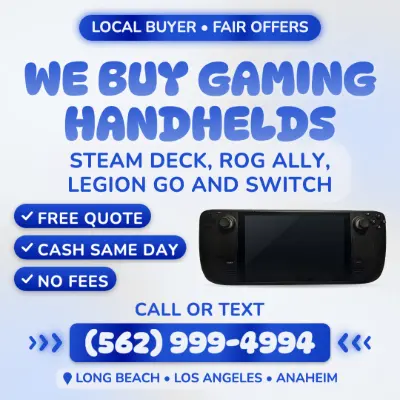 LOCAL BUYER • FAIR OFFERS
WE BUY GAMING
HANDHELDS
STEAM DECK, ROG ALLY,
LEGION GO AND SWITCH
FREE QUOTE
CASH SAME DAY
NO FEES
CALL OR TEXT
(562) 999-4994
LONG BEACH • LOS ANGELES • ANAHEIM